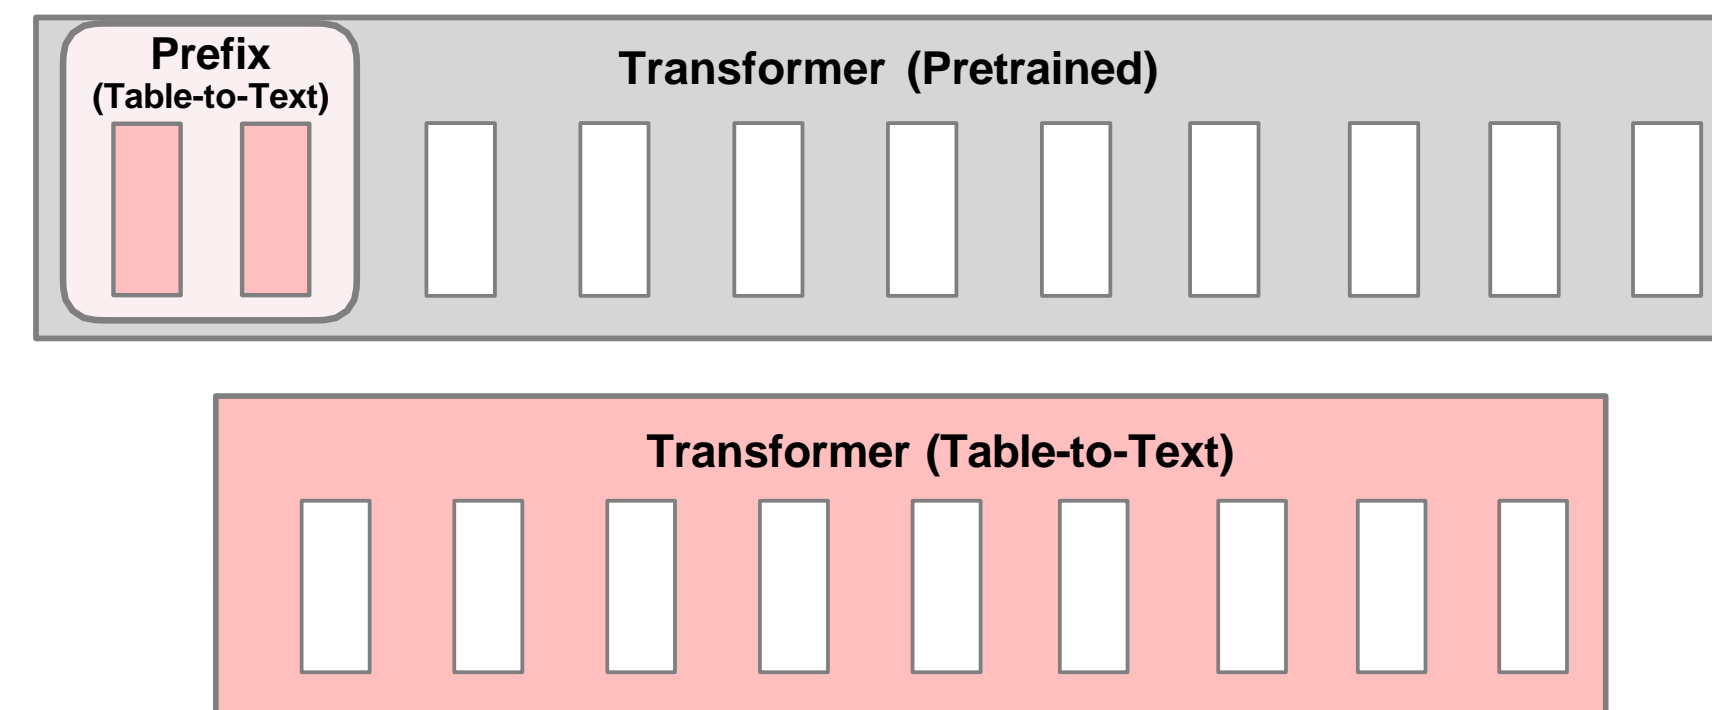 Prefix
(Table-to-Text)
Transformer (Pretrained)
Transformer (Table-to-Text)